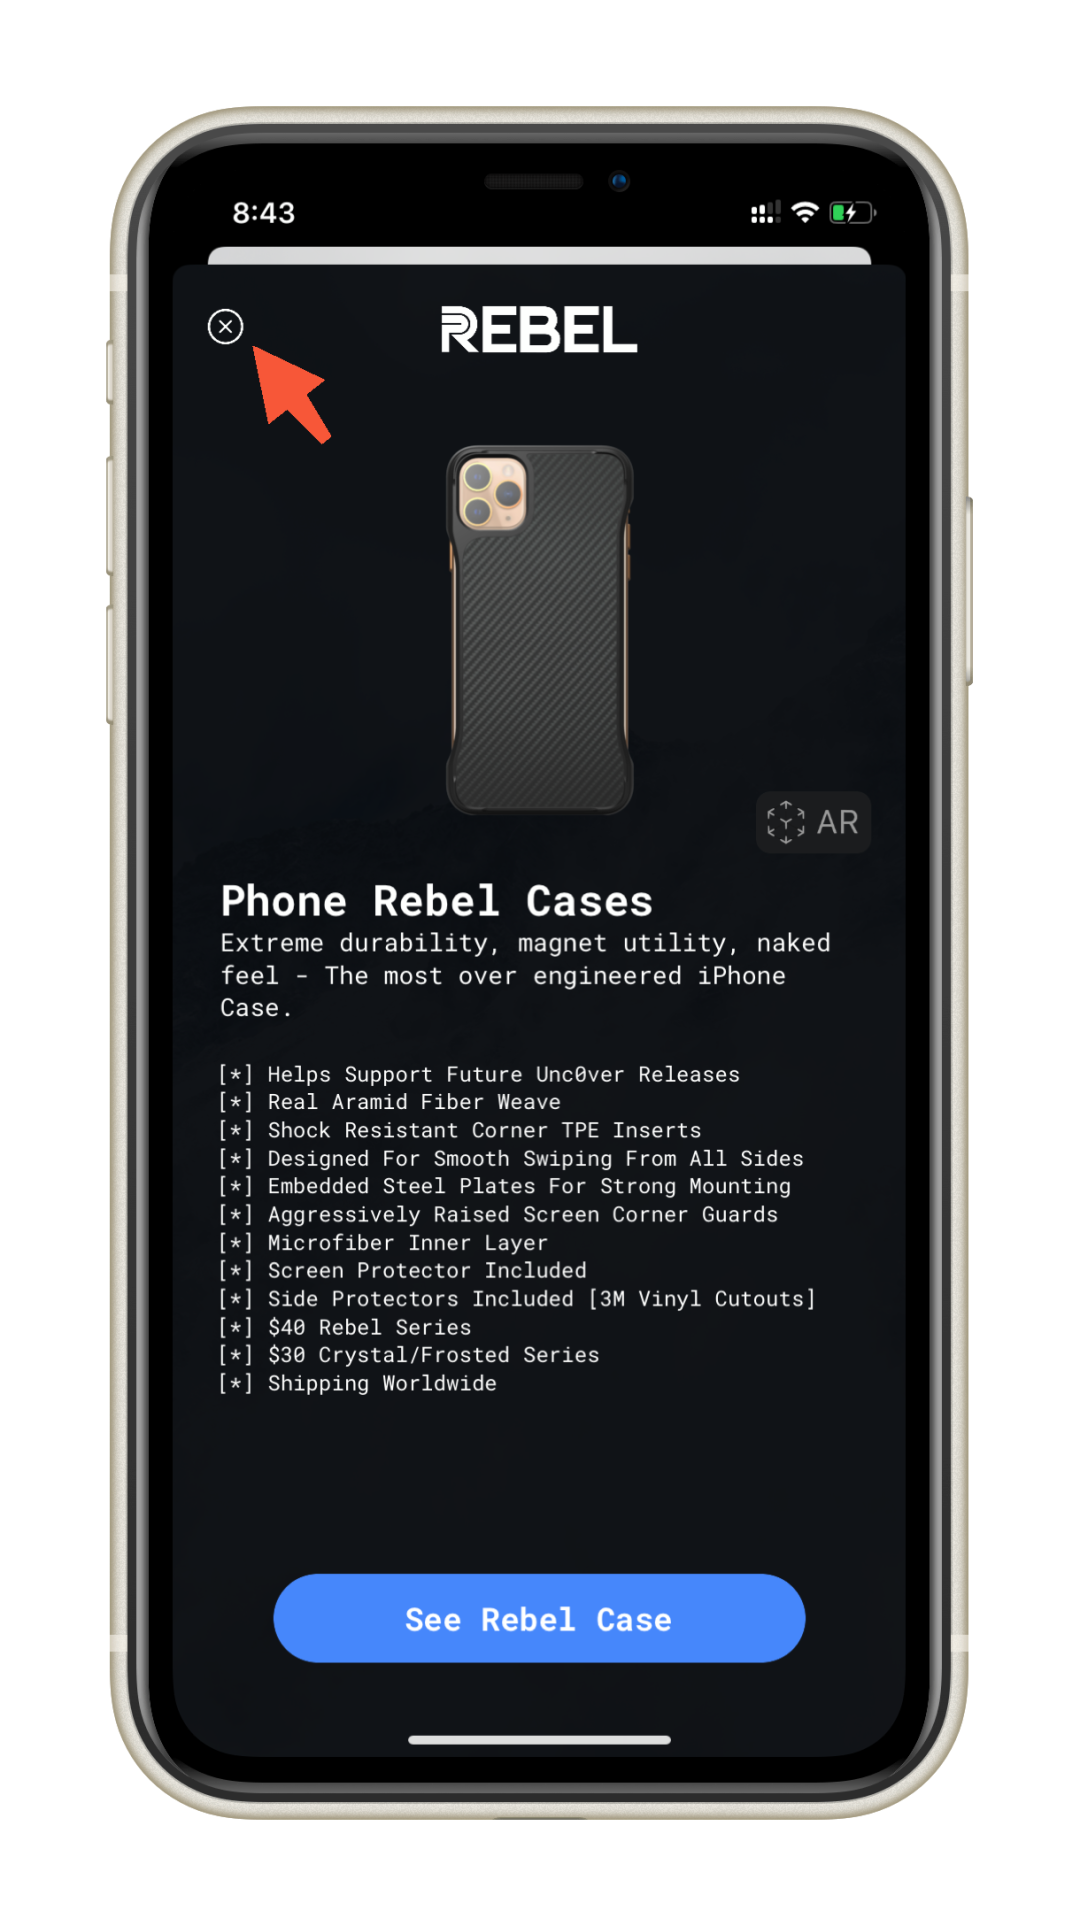 8:43
REBEL
AR
Phone Rebel Cases
Extreme durability, magnet utility, naked
feel - The most over engineered iPhone
Case.
[*] Helps Support Future Unc0ver Releases
[*] Real Aramid Fiber Weave
[*] Shock Resistant Corner TPE Inserts
[*] Designed For Smooth Swiping From All Sides
[*] Embedded Steel Plates For Strong Mounting
[*] Aggressively Raised Screen Corner Guards
[*] Microfiber Inner Layer
[*] Screen Protector Included
[*] Side Protectors Included [3M Vinyl Cutouts]
[*] $40 Rebel Series
[*] $30 Crystal/Frosted Series
[*] Shipping Worldwide
See Rebel Case